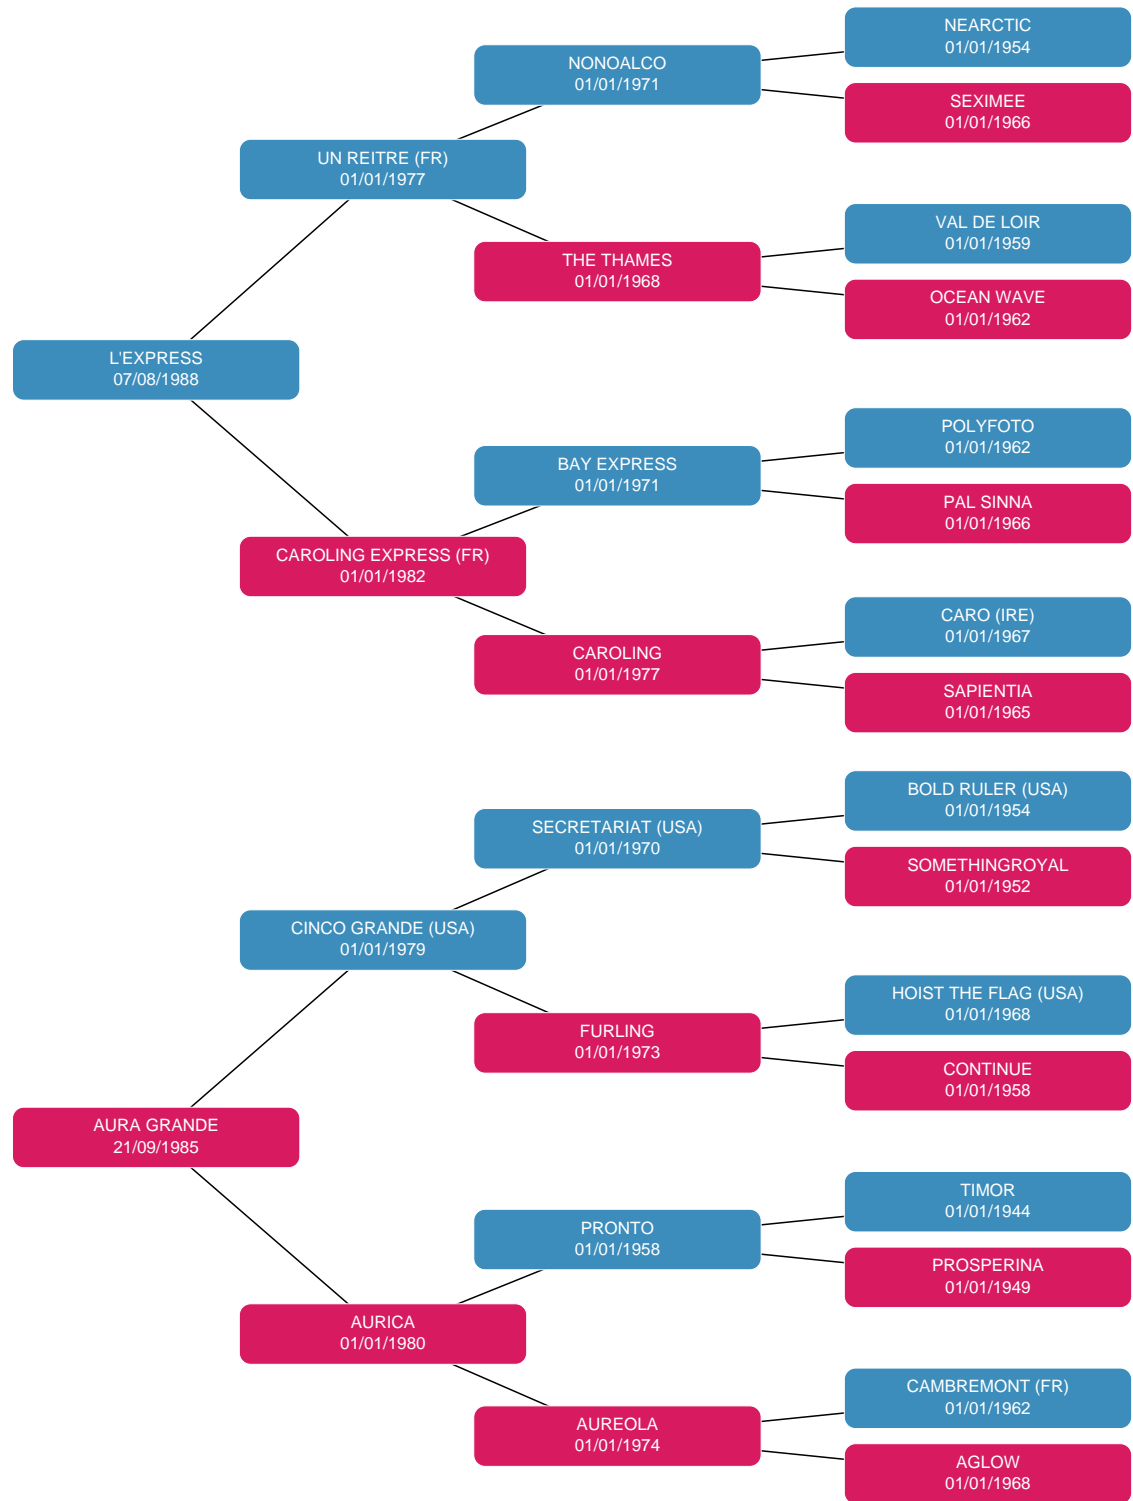 NEARCTIC
01/01/1954
NONOALCO
01/01/1971
SEXIMEE
01/01/1966
UN REITRE (FR)
01/01/1977
VAL DE LOIR
01/01/1959
THE THAMES
01/01/1968
OCEAN WAVE
01/01/1962
L'EXPRESS
07/08/1988
POLYFOTO
01/01/1962
BAY EXPRESS
01/01/1971
PAL SINNA
01/01/1966
CAROLING EXPRESS (FR)
01/01/1982
CARO (IRE)
01/01/1967
CAROLING
01/01/1977
SAPIENTIA
01/01/1965
BOLD RULER (USA)
01/01/1954
SECRETARIAT (USA)
01/01/1970
SOMETHINGROYAL
01/01/1952
CINCO GRANDE (USA)
01/01/1979
HOIST THE FLAG (USA)
01/01/1968
FURLING
01/01/1973
CONTINUE
01/01/1958
AURA GRANDE
21/09/1985
TIMOR
01/01/1944
PRONTO
01/01/1958
PROSPERINA
01/01/1949
AURICA
01/01/1980
CAMBREMONT (FR)
01/01/1962
AUREOLA
01/01/1974
AGLOW
01/01/1968